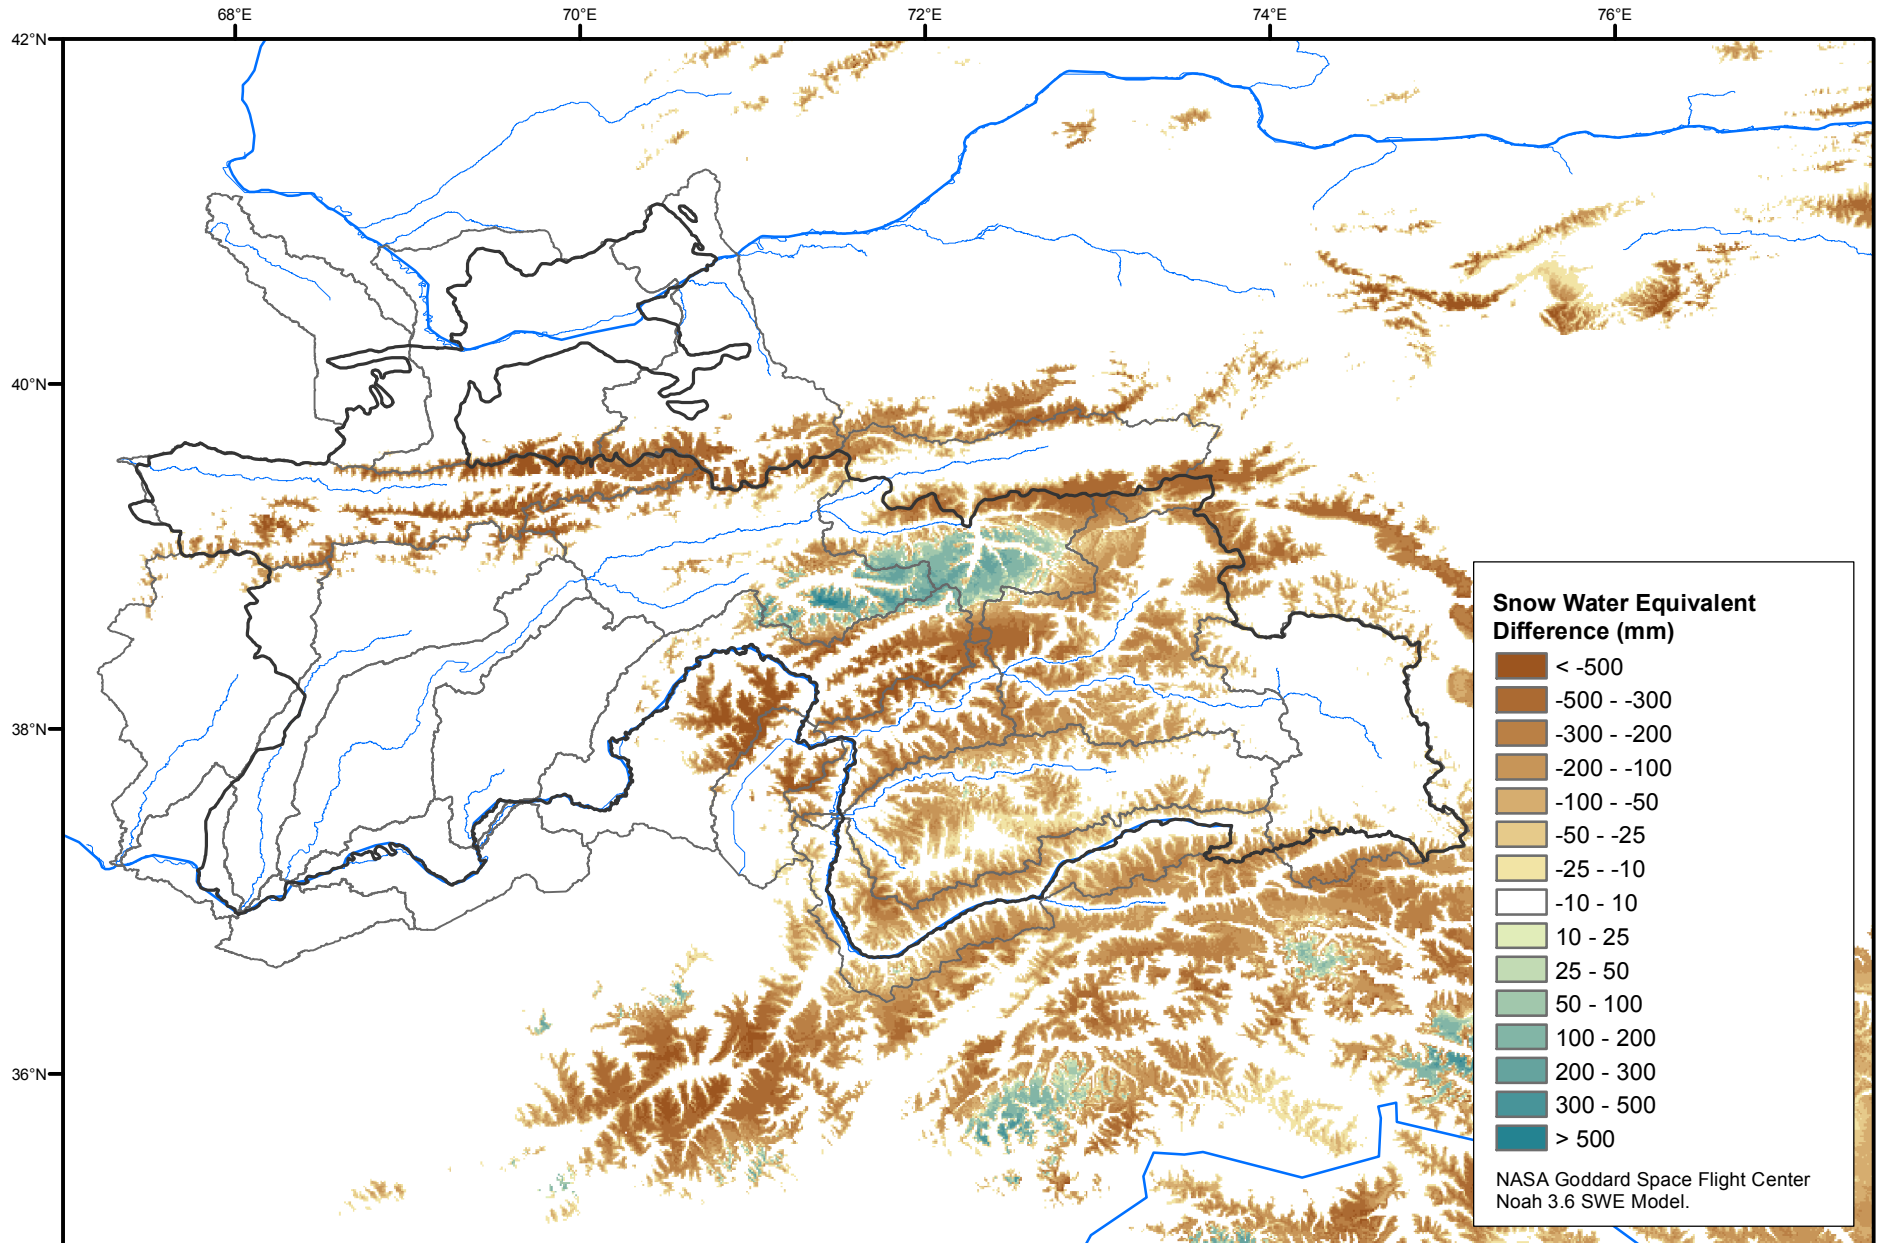 68°E 70°E 72°E 74°E 76°E
42°N
40°N
38°N
36°N
Snow Water Equivalent
Difference (mm)
< -500
-500 - -300
-300 - -200
-200 - -100
-100 - -50
-50 - -25
-25 - -10
-10 - 10
10 - 25
25 - 50
50 - 100
100 - 200
200 - 300
300 - 500
> 500
NASA Goddard Space Flight Center
Noah 3.6 SWE Model.